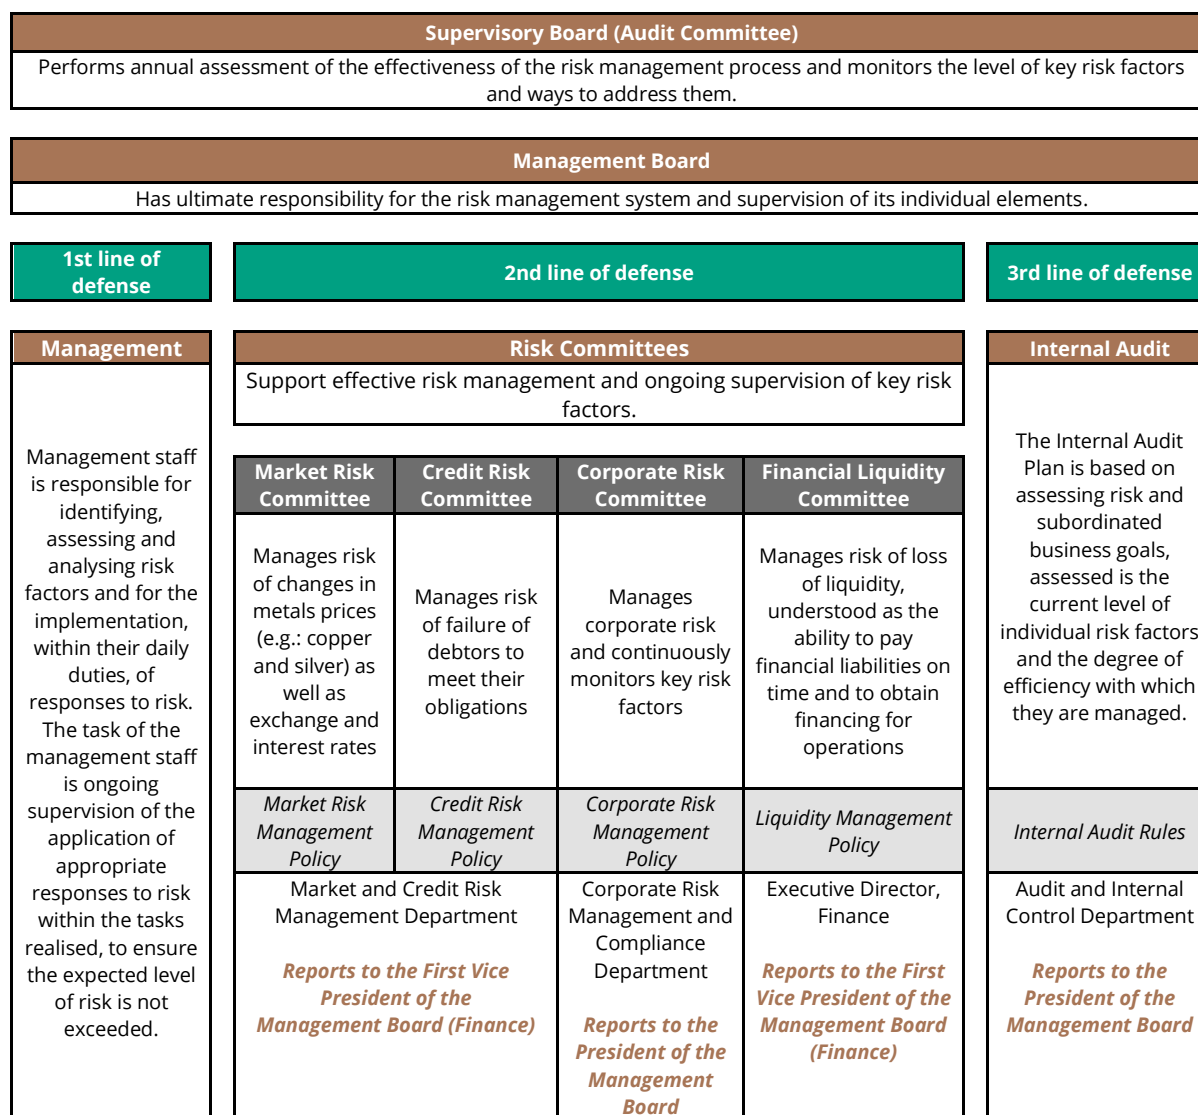 Supervisory Board (Audit Committee)
Performs annual assessment of the effectiveness of the risk management process and monitors the level of key risk factors
and ways to address them.
Management Board
Has ultimate responsibility for the risk management system and supervision of its individual elements.
1st line of
defense
2nd line of defense
3rd line of defense
Management
Management staff
is responsible for
identifying,
assessing and
analysing risk
factors and for the
implementation,
within their daily
duties, of
responses to risk.
The task of the
management staff
is ongoing
supervision of the
application of
appropriate
responses to risk
within the tasks
realised, to ensure
the expected level
of risk is not
exceeded.
Risk Committees
Support effective risk management and ongoing supervision of key risk
factors.
Market Risk
Committee
Manages risk
of changes in
metals prices
(e.g.: copper
and silver) as
well as
exchange and
interest rates
Market Risk
Management
Policy
Credit Risk
Committee
Manages risk
of failure of
debtors to
meet their
obligations
Credit Risk
Management
Policy
Market and Credit Risk
Management Department
Reports to the First Vice
President of the
Management Board (Finance)
Corporate Risk
Committee
Manages
corporate risk
and continuously
monitors key risk
factors
Corporate Risk
Management
Policy
Corporate Risk
Management and
Compliance
Department
Reports to the
President of the
Management
Board
Financial Liquidity
Committee
Manages risk of loss
of liquidity,
understood as the
ability to pay
financial liabilities on
time and to obtain
financing for
operations
Liquidity Management
Policy
Executive Director,
Finance
Reports to the First
Vice President of the
Management Board
(Finance)
Internal Audit
The Internal Audit
Plan is based on
assessing risk and
subordinated
business goals,
assessed is the
current level of
individual risk factors
and the degree of
efficiency with which
they are managed.
Internal Audit Rules
Audit and Internal
Control Department
Reports to the
President of the
Management Board